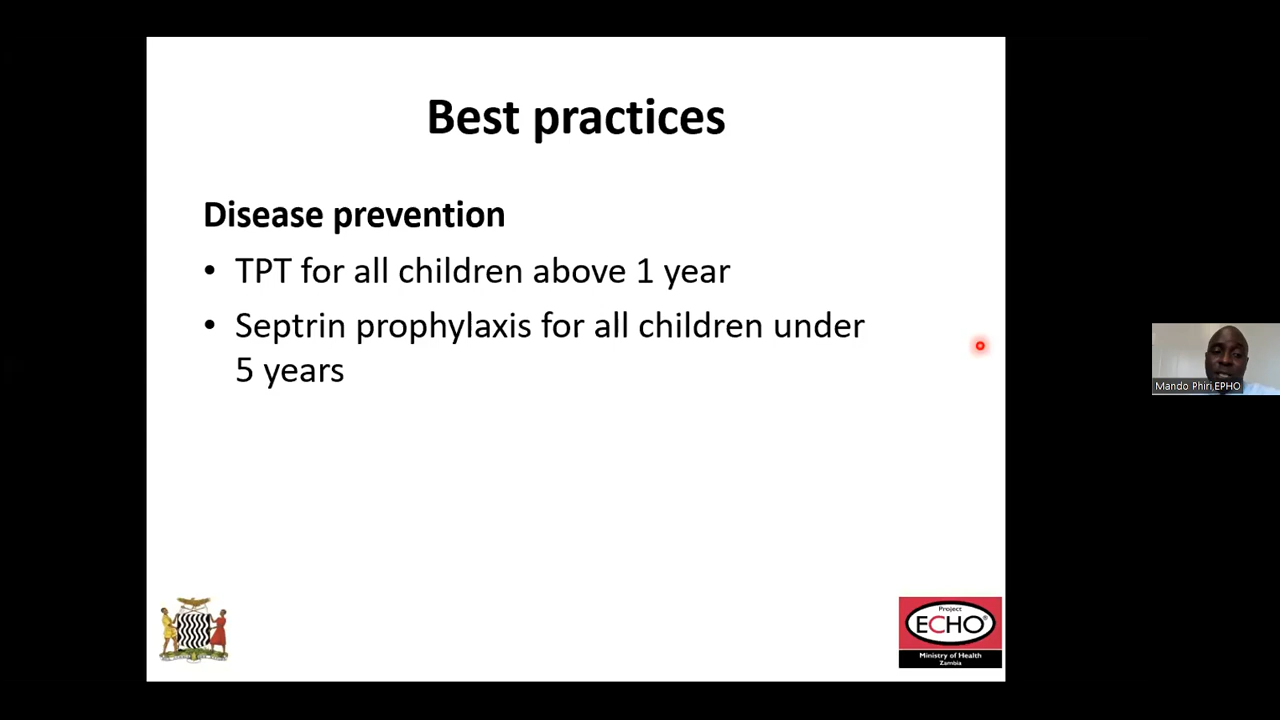 Best practices
Disease prevention
• TPT for all children above 1 year
• Septrin prophylaxis for all children under
5 years
Mando Phiri,EPHO
Project
ECHO®
Ministry of Health
Zambia